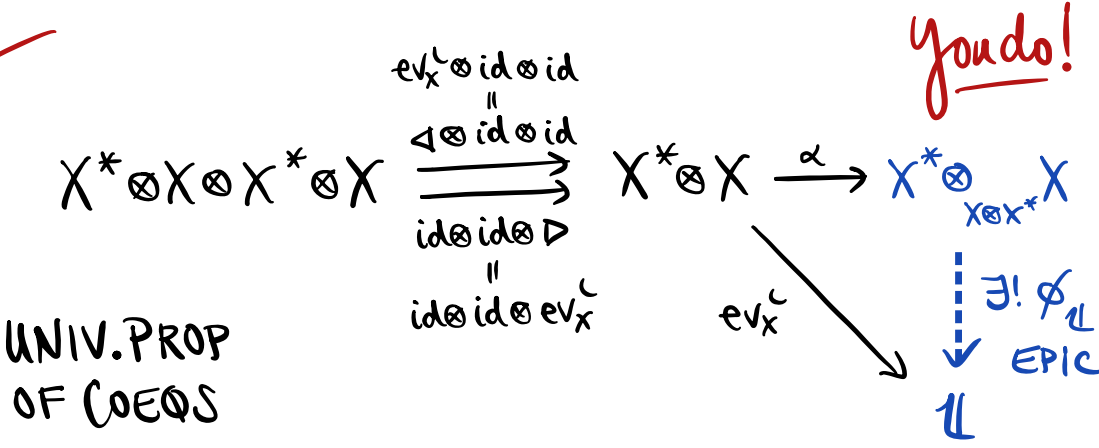 You do!
ev_X^L ⊗ id ⊗ id
=
◁ ⊗ id ⊗ id
X* ⊗ X ⊗ X* ⊗ X ⇉ X* ⊗ X →α X* ⊗_{X⊗X*} X
id ⊗ id ⊗ ▷
=
id ⊗ id ⊗ ev_X^L
ev_X^L
∃! ϕ_𝟙
EPIC
𝟙
UNIV. PROP
OF COEQS